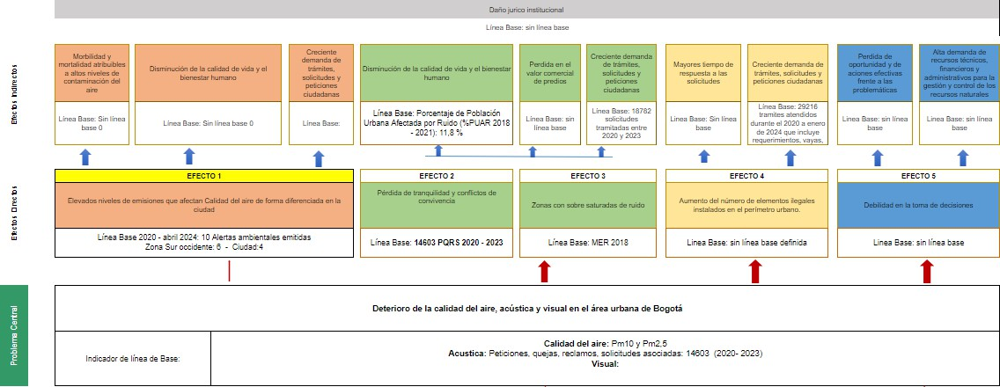 Daño jurico institucional
Línea Base: sin línea base
Efectos Indirectos
Morbilidad y
mortalidad atribuibles
a altos niveles de
contaminación del
aire
Línea Base: Sin línea
base 0
Disminución de la calidad de vida y el
bienestar humano
Línea Base: Sin línea base 0
Creciente
demanda de
trámites,
solicitudes y
peticiones
ciudadanas
Línea Base:
Disminución de la calidad de vida y el bienestar
humano
Línea Base: Porcentaje de Población
Urbana Afectada por Ruido (%PUAR 2018
- 2021): 11,8 %
Perdida en el
valor comercial
de predios
Línea Base: sin
línea base
Creciente demanda
de trámites,
solicitudes y
peticiones
ciudadanas
Línea Base: 18782
solicitudes
tramitadas entre
2020 y 2023
Mayores tiempo de
respuesta a las
solicitudes
Línea Base: Sin línea
base
Creciente demanda de
trámites, solicitudes y
peticiones ciudadanas
Línea Base: 29216
tramites atendidos
durante el 2020 a enero
de 2024 que incluye
requerimientos, vayas,
Perdida de
oportunidad y de
acciones efectivas
frente a las
problemáticas
Línea Base: sin línea
base
Alta demanda de
recursos técnicos,
financieros y
administrativos para la
gestión y control de los
recursos naturales
Línea Base: sin línea
base
Efectos Directos
EFECTO 1
Elevados niveles de emisiones que afectan Calidad del aire de forma diferenciada en la
ciudad
Línea Base 2020 - abril 2024: 10 Alertas ambientales emitidas
Zona Sur occidente: 6 - Ciudad:4
EFECTO 2
Pérdida de tranquilidad y conflictos de
convivencia
Línea Base: 14603 PQRS 2020 - 2023
EFECTO 3
Zonas con sobre saturadas de ruido
Línea Base: MER 2018
EFECTO 4
Aumento del número de elementos ilegales
instalados en el perímetro urbano.
Linea Base: sin línea base definida
EFECTO 5
Debilidad en la toma de decisiones
Linea Base: sin línea base
Problema Central
Deterioro de la calidad del aire, acústica y visual en el área urbana de Bogotá
Indicador de línea de Base:
Calidad del aire: Pm10 y Pm2,5
Acustica: Peticiones, quejas, reclamos, solicitudes asociadas: 14603 (2020- 2023)
Visual: